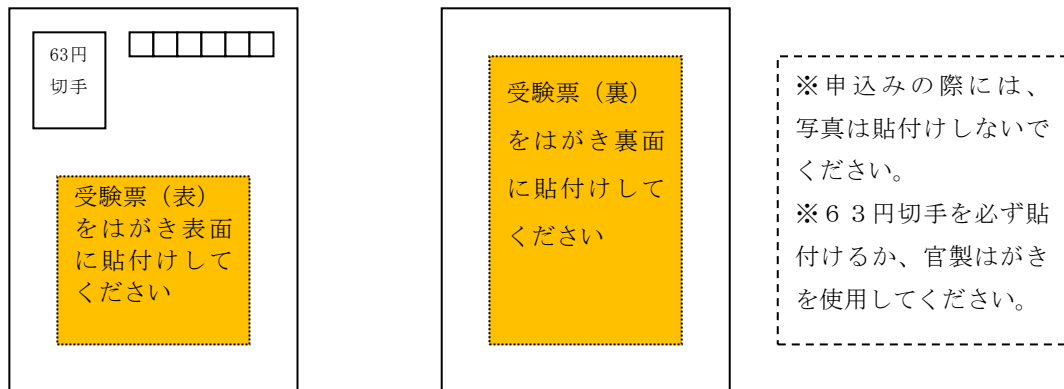 63円
切手
受験票（表）
をはがき表面
に貼付けして
ください
受験票（裏）
をはがき裏面
に貼付けして
ください
※申込みの際には、
写真は貼付けしないで
ください。
※６３円切手を必ず貼
付けるか、官製はがき
を使用してください。